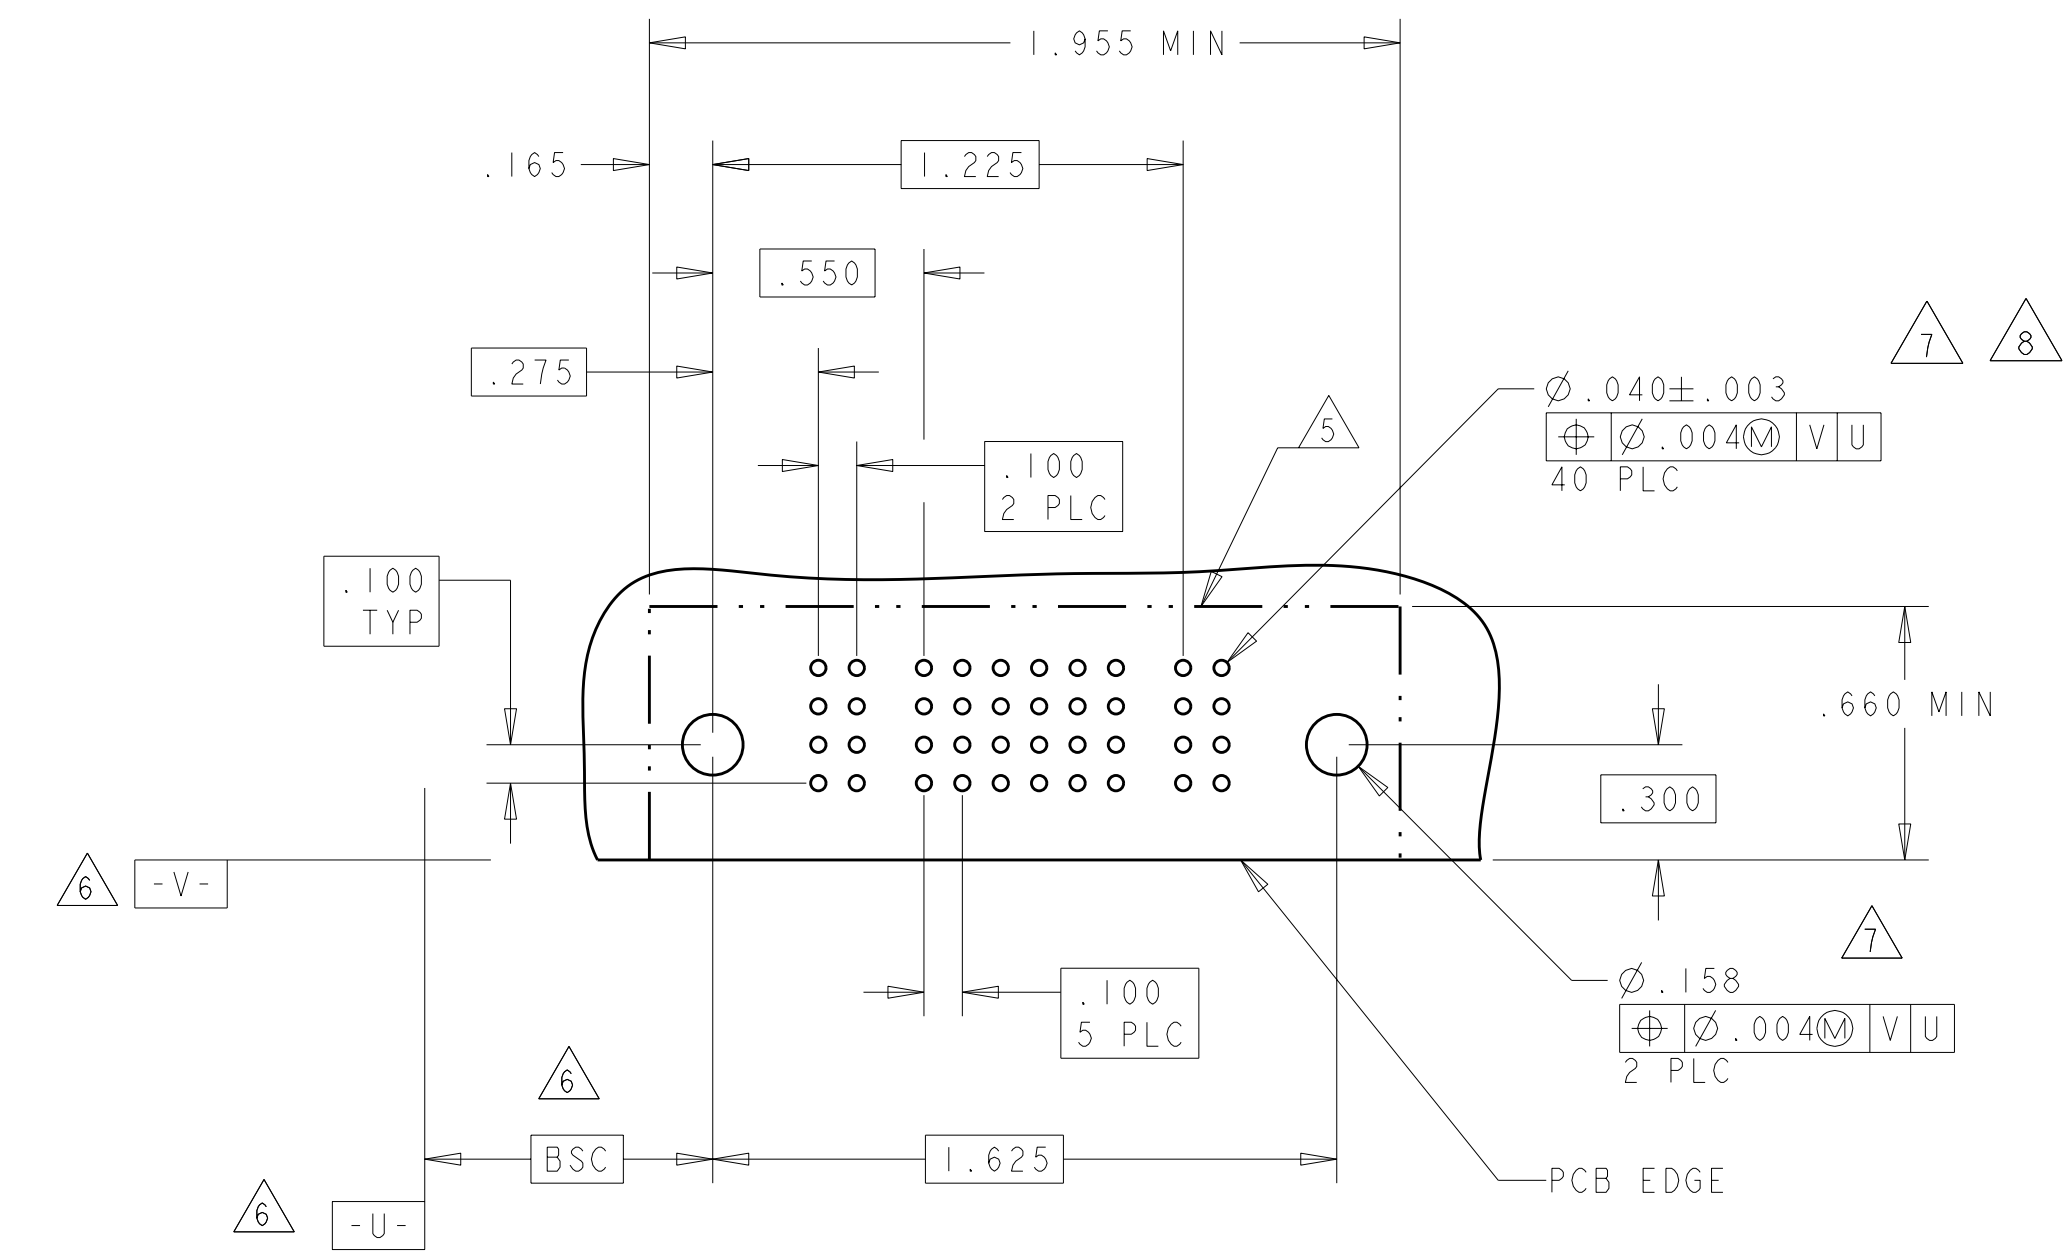 1.955 MIN
.165
1.225
.550
.275
7
8
Ø.040±.003
⌖ Ø.004Ⓜ V U
40 PLC
5
.100
2 PLC
.100
TYP
.660 MIN
.300
6
-V-
7
Ø.158
⌖ Ø.004Ⓜ V U
2 PLC
.100
5 PLC
6
BSC
1.625
PCB EDGE
6
-U-